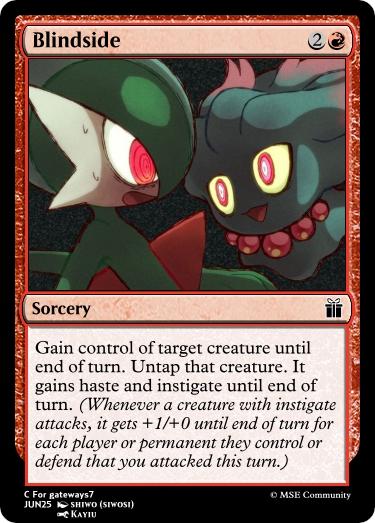 Blindside 2
Sorcery
Gain control of target creature until
end of turn. Untap that creature. It
gains haste and instigate until end of
turn. (Whenever a creature with instigate
attacks, it gets +1/+0 until end of turn for
each player or permanent they control or
defend that you attacked this turn.)
C For gateways7
JUN25 SHIWO (SIWOSI)
KAYIU
© MSE Community